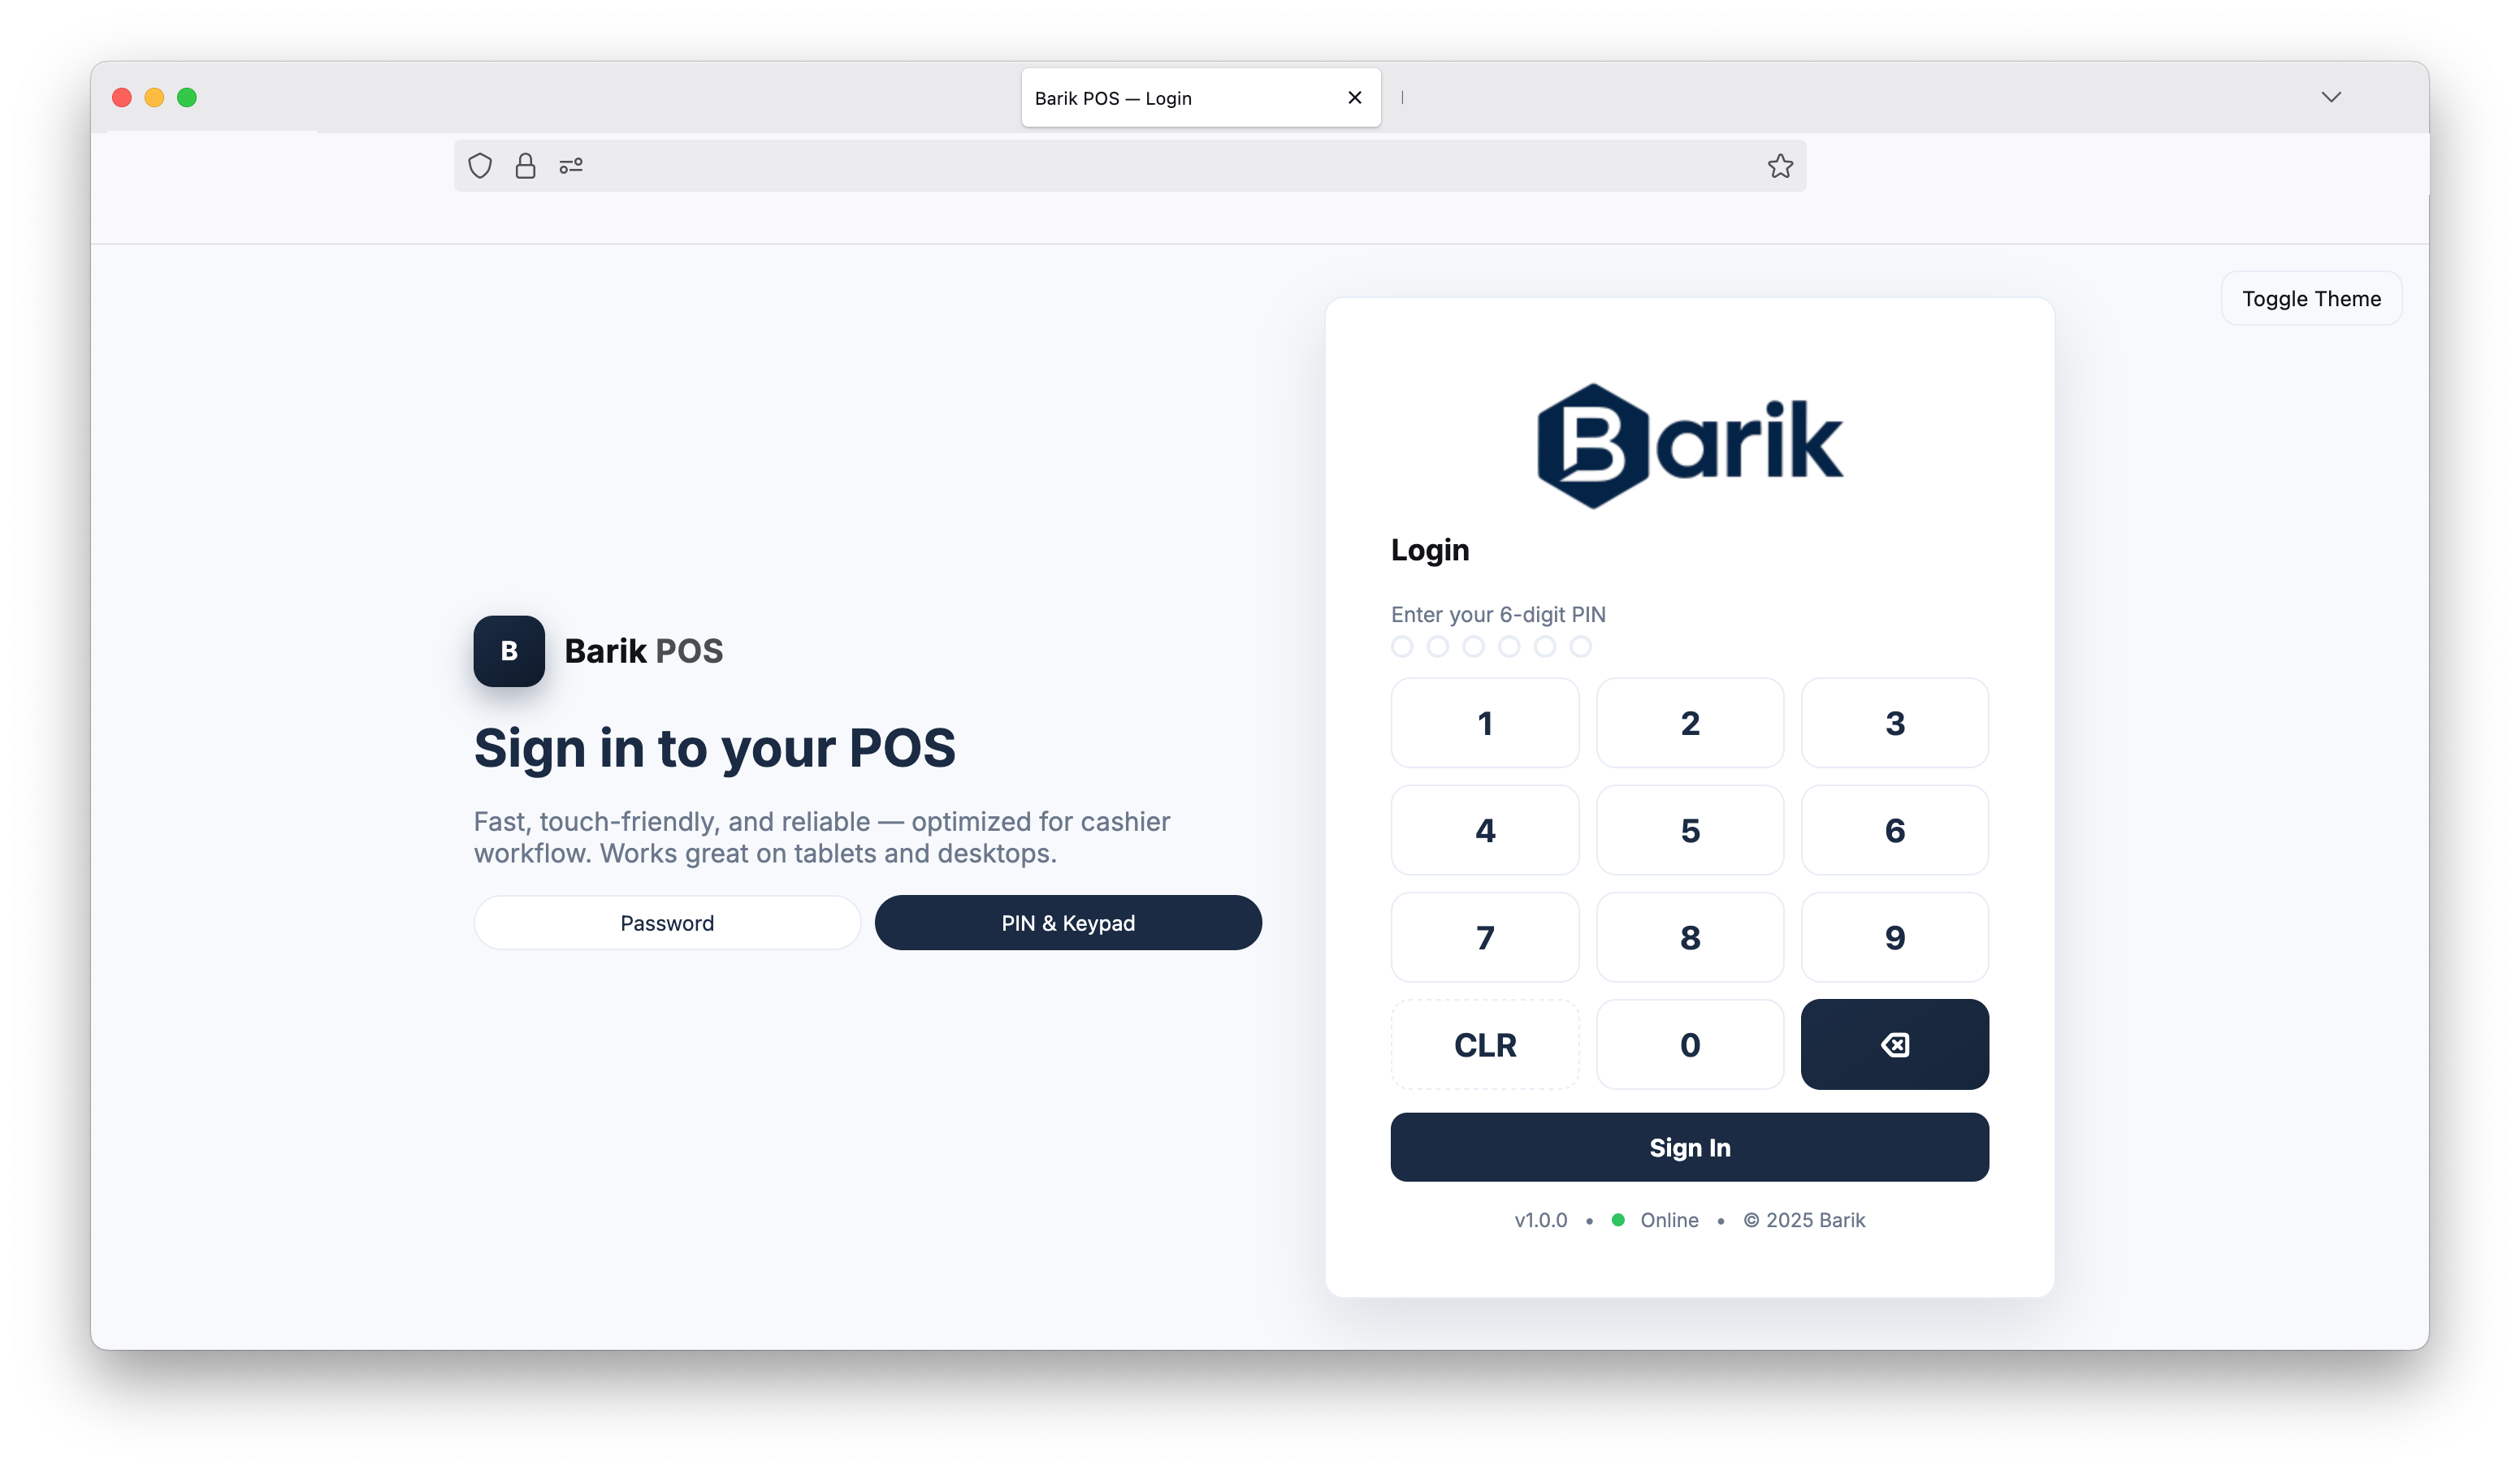 Barik POS — Login
Toggle Theme
B
Barik POS
Sign in to your POS
Fast, touch-friendly, and reliable — optimized for cashier
workflow. Works great on tablets and desktops.
Password
PIN & Keypad
Barik
Login
Enter your 6-digit PIN
1 2 3
4 5 6
7 8 9
CLR 0
Sign In
v1.0.0 • Online • © 2025 Barik